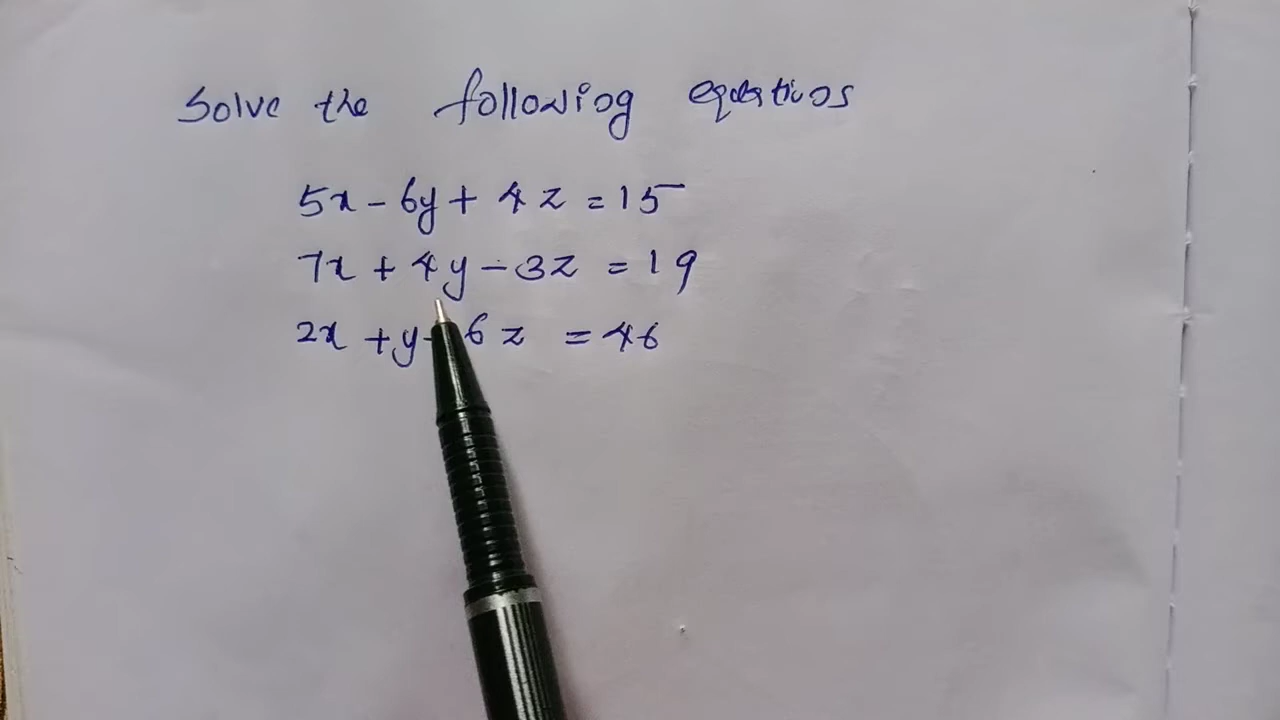 Solve the following equations
5x - 6y + 4z = 15
7x + 4y - 3z = 19
2x + y 6z = 46